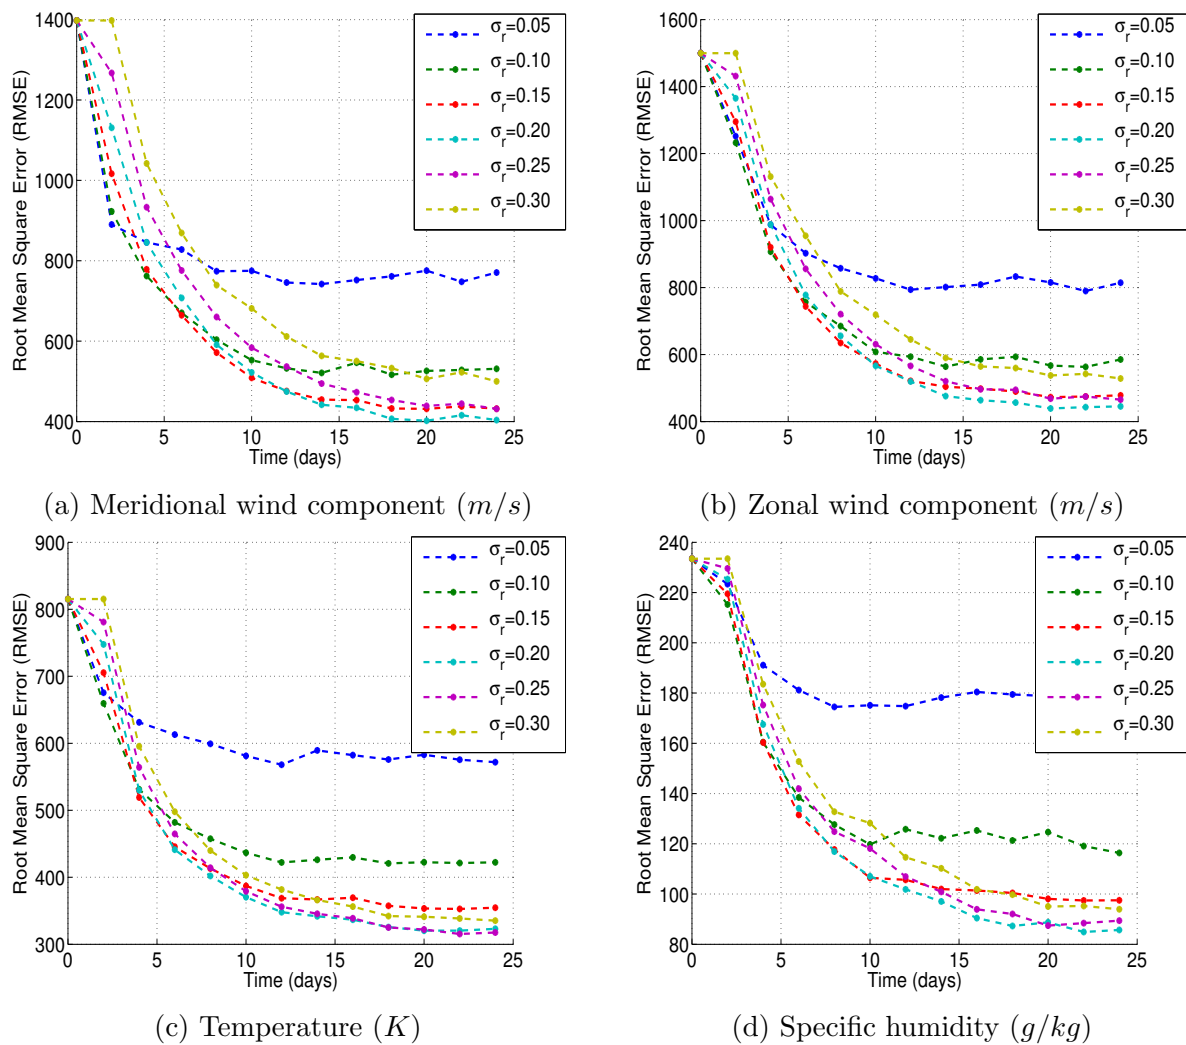 1400
1200
1000
800
600
400
0
5
10
15
20
25
Root Mean Square Error (RMSE)
Time (days)
σr=0.05
σr=0.10
σr=0.15
σr=0.20
σr=0.25
σr=0.30
(a) Meridional wind component (m/s)
1600
1400
1200
1000
800
600
400
0
5
10
15
20
25
Root Mean Square Error (RMSE)
Time (days)
σr=0.05
σr=0.10
σr=0.15
σr=0.20
σr=0.25
σr=0.30
(b) Zonal wind component (m/s)
900
800
700
600
500
400
300
0
5
10
15
20
25
Root Mean Square Error (RMSE)
Time (days)
σr=0.05
σr=0.10
σr=0.15
σr=0.20
σr=0.25
σr=0.30
(c) Temperature (K)
240
220
200
180
160
140
120
100
80
0
5
10
15
20
25
Root Mean Square Error (RMSE)
Time (days)
σr=0.05
σr=0.10
σr=0.15
σr=0.20
σr=0.25
σr=0.30
(d) Specific humidity (g/kg)